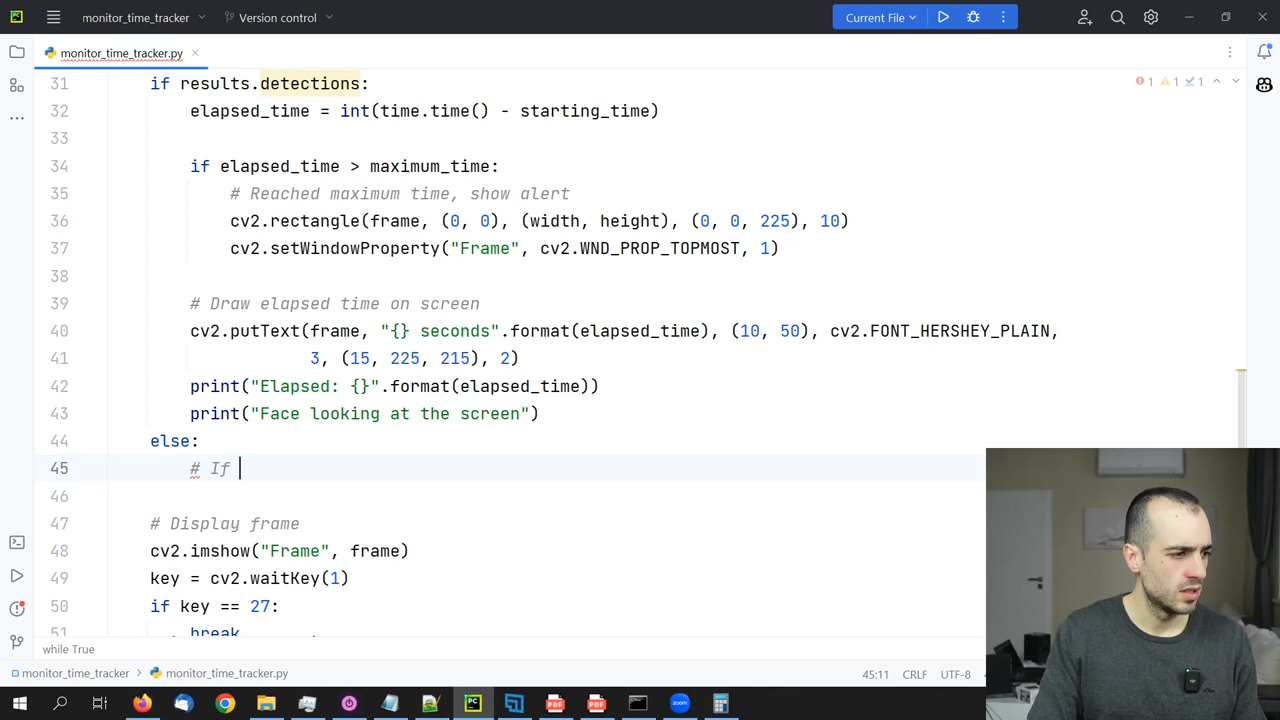 monitor_time_tracker
Version control
Current File
monitor_time_tracker.py
31 if results.detections:
1 1 1
32 elapsed_time = int(time.time() - starting_time)
33
34 if elapsed_time > maximum_time:
35 # Reached maximum time, show alert
36 cv2.rectangle(frame, (0, 0), (width, height), (0, 0, 225), 10)
37 cv2.setWindowProperty("Frame", cv2.WND_PROP_TOPMOST, 1)
38
39 # Draw elapsed time on screen
40 cv2.putText(frame, "{} seconds".format(elapsed_time), (10, 50), cv2.FONT_HERSHEY_PLAIN,
41 3, (15, 225, 215), 2)
42 print("Elapsed: {}".format(elapsed_time))
43 print("Face looking at the screen")
44 else:
45 # If
46
47 # Display frame
48 cv2.imshow("Frame", frame)
49 key = cv2.waitKey(1)
50 if key == 27:
51 break
while True
monitor_time_tracker
monitor_time_tracker.py
45:11 CRLF UTF-8